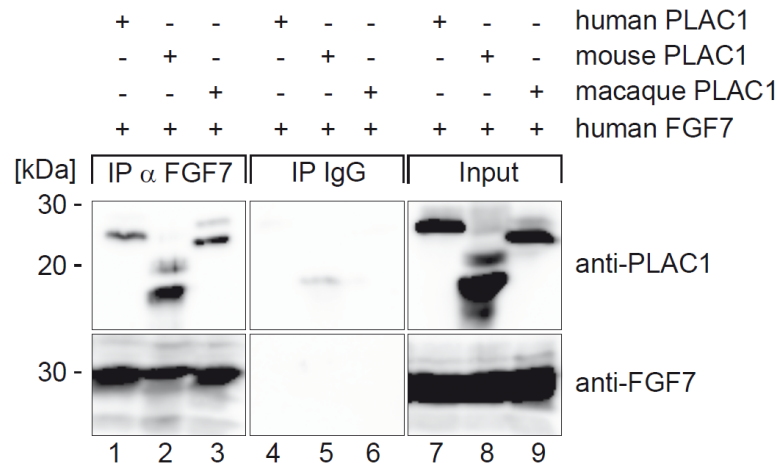 + - - + - - + - - human PLAC1
- + - - + - - + - mouse PLAC1
- - + - - + - - + macaque PLAC1
+ + + + + + + + + human FGF7
[kDa] IP α FGF7 IP IgG Input
30 -
20 - anti-PLAC1
30 - anti-FGF7
1 2 3 4 5 6 7 8 9